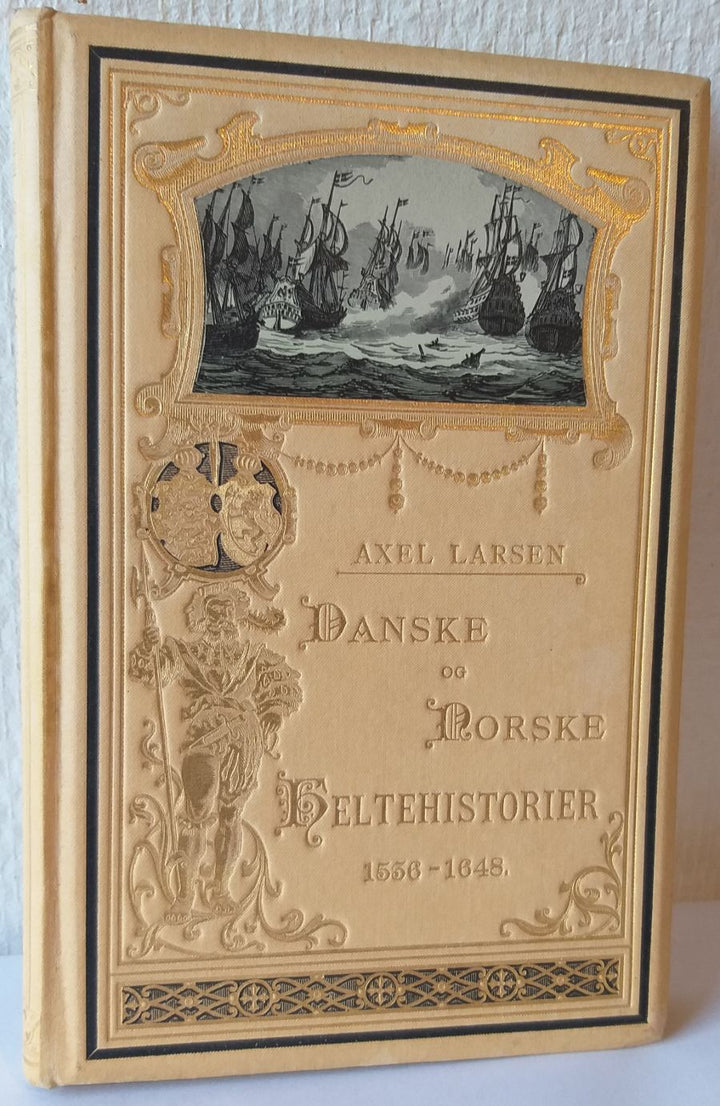 AXEL LARSEN
DANSKE
OG
NORSKE
HELTEHISTORIER
1536-1648.